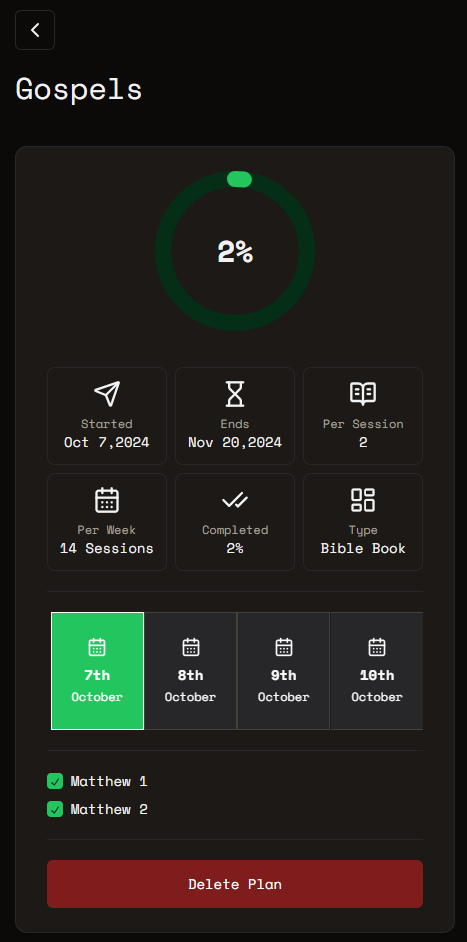 Gospels
2%
Started
Oct 7,2024
Ends
Nov 20,2024
Per Session
2
Per Week
14 Sessions
Completed
2%
Type
Bible Book
7th
October
8th
October
9th
October
10th
October
Matthew 1
Matthew 2
Delete Plan